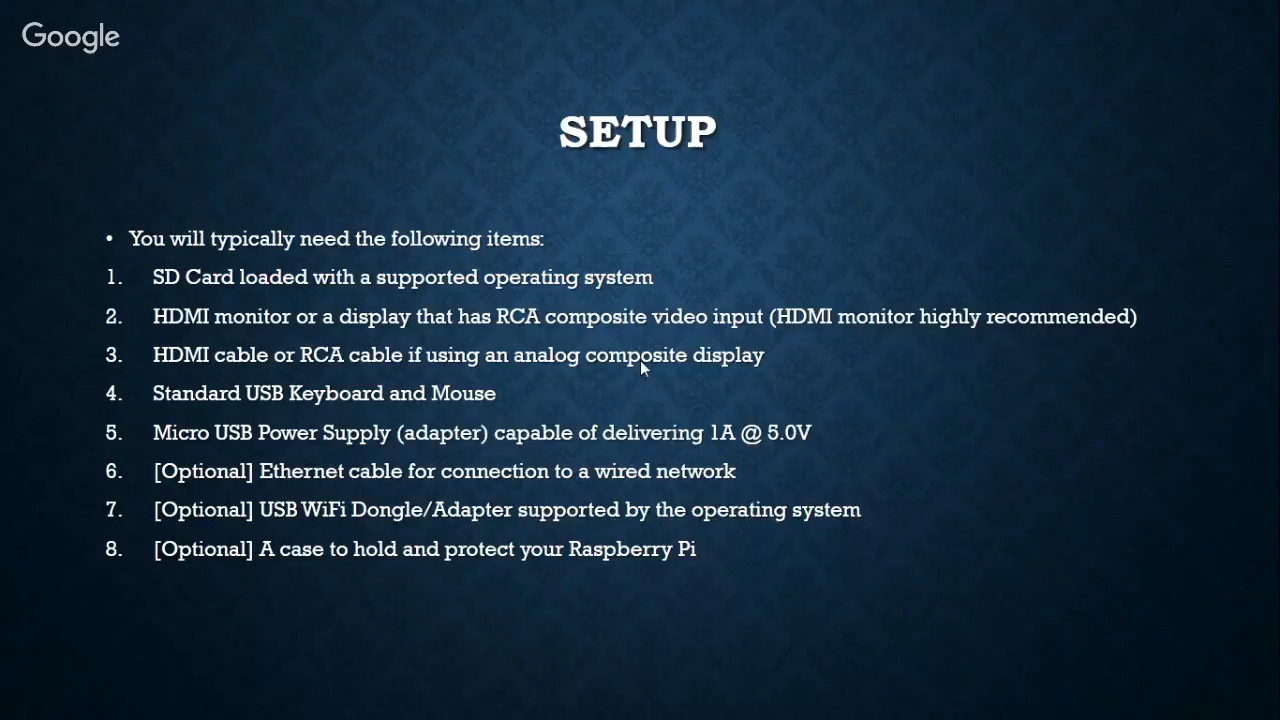 Google
SETUP
• You will typically need the following items:
1. SD Card loaded with a supported operating system
2. HDMI monitor or a display that has RCA composite video input (HDMI monitor highly recommended)
3. HDMI cable or RCA cable if using an analog composite display
4. Standard USB Keyboard and Mouse
5. Micro USB Power Supply (adapter) capable of delivering 1A @ 5.0V
6. [Optional] Ethernet cable for connection to a wired network
7. [Optional] USB WiFi Dongle/Adapter supported by the operating system
8. [Optional] A case to hold and protect your Raspberry Pi